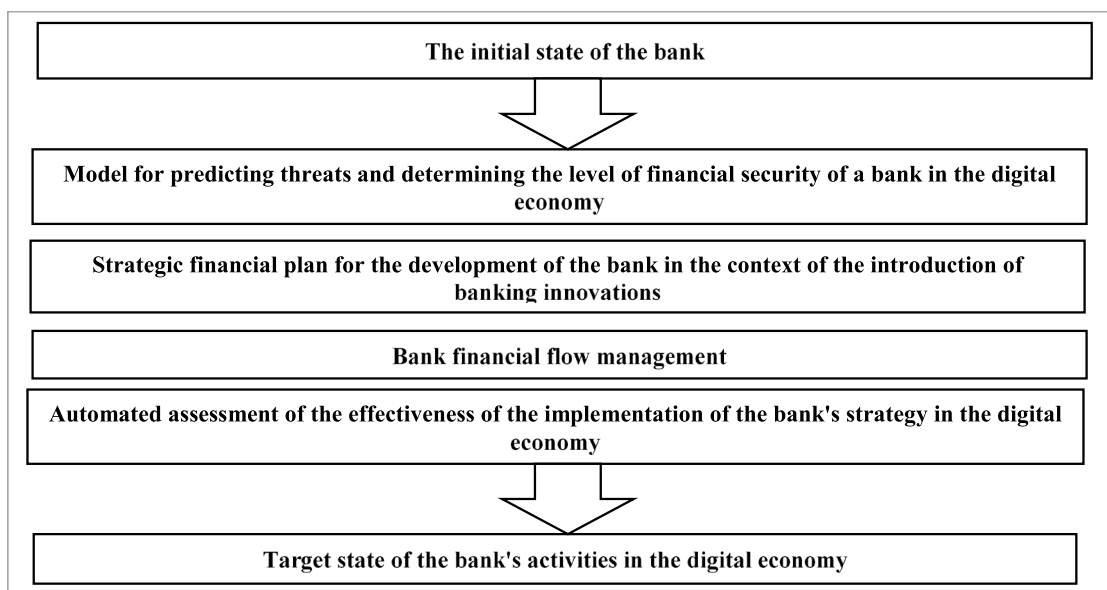 The initial state of the bank
Model for predicting threats and determining the level of financial security of a bank in the digital
economy
Strategic financial plan for the development of the bank in the context of the introduction of
banking innovations
Bank financial flow management
Automated assessment of the effectiveness of the implementation of the bank's strategy in the digital
economy
Target state of the bank's activities in the digital economy